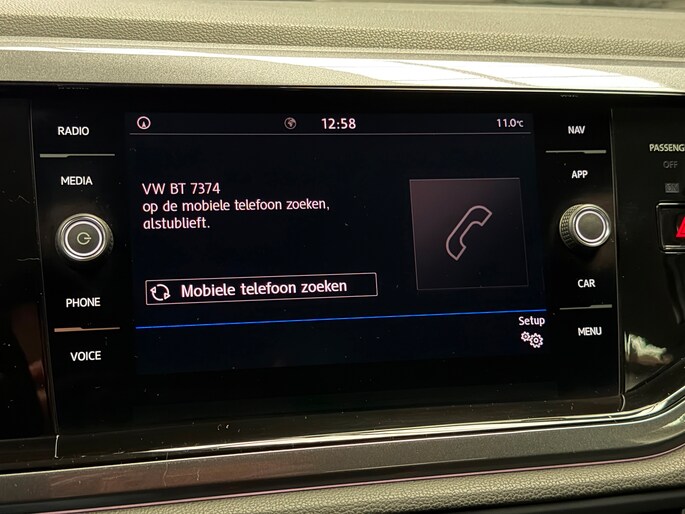 RADIO
MEDIA
PHONE
VOICE
12:58
11.0°C
VW BT 7374
op de mobiele telefoon zoeken,
alstublieft.
Mobiele telefoon zoeken
Setup
NAV
APP
CAR
MENU
OFF